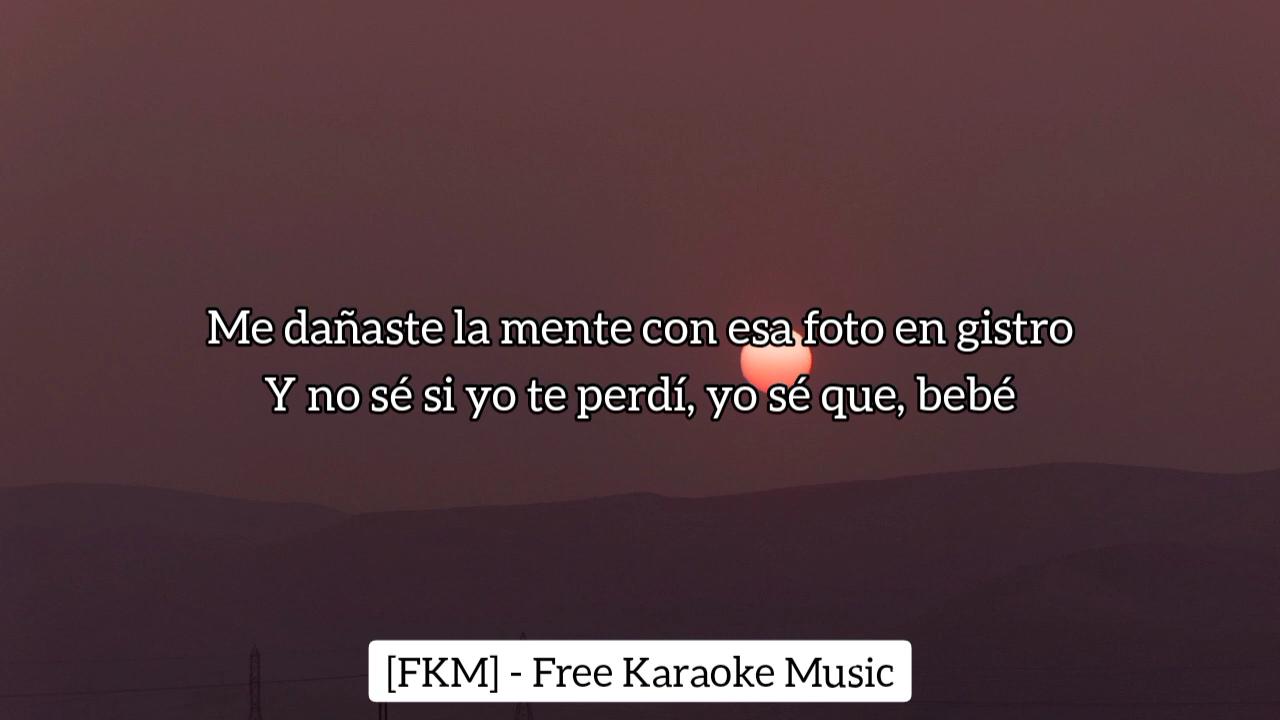 Me dañaste la mente con esa foto en gistro
Y no sé si yo te perdí, yo sé que, bebé
[FKM] - Free Karaoke Music